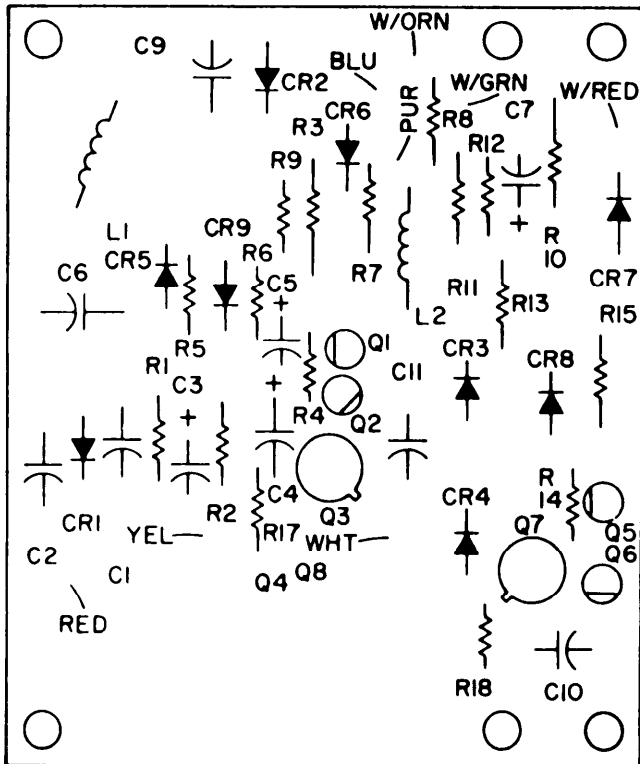 W/ORN
C9
BLU
CR2
W/GRN
C7
W/RED
CR6
PUR
R3
R8
R12
R9
L1
CR9
R
10
CR5
R6
R7
C6
C5
R11
CR7
R13
L2
R15
R5
Q1
R1
C11
CR3
CR8
C3
R4
Q2
R
14
C4
CR4
R2
Q3
Q7
CR1
YEL
R17
WHT
Q5
C2
C1
Q4
Q8
Q6
RED
R18
C10